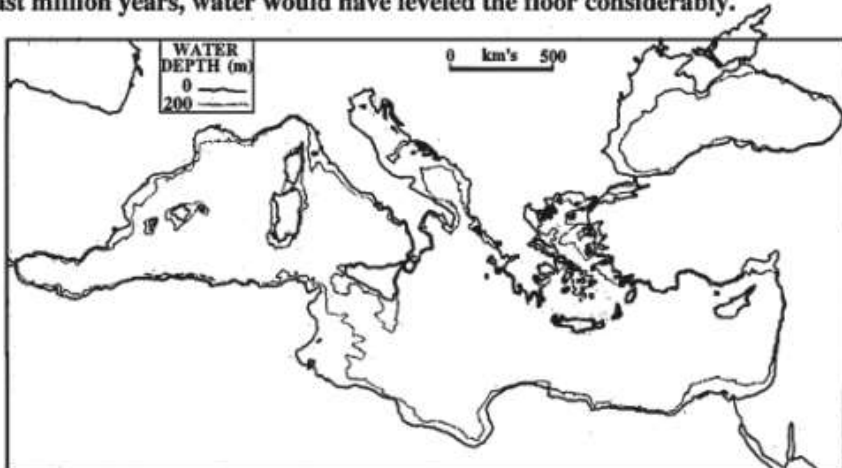 ast million years, water would have leveled the floor considerably.
WATER
DEPTH (m)
0
200
0 km's 500